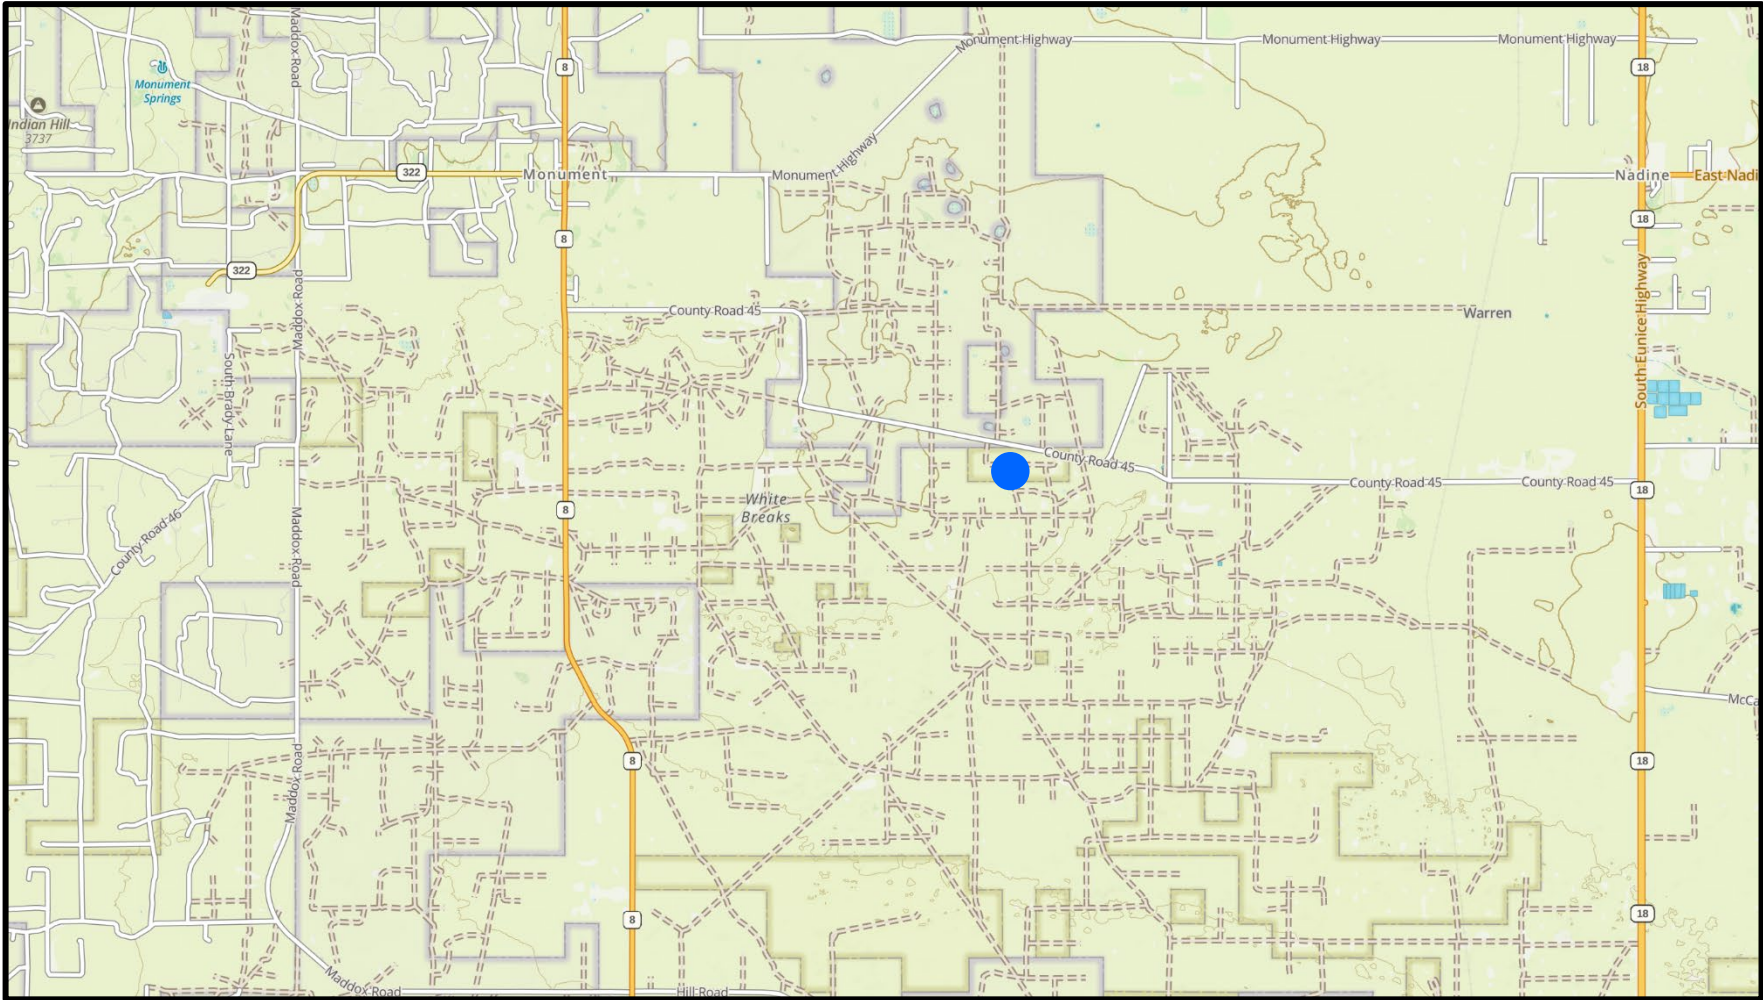 Maddox Road
Monument Highway
Monument Highway
Monument Highway
8
18
Monument
Springs
Indian Hill
3737
322
Monument
Monument Highway
Nadine
East Nadi
18
8
322
Maddox Road
County Road 45
Warren
South Eunice Highway
South Brady Lane
County Road 45
County Road 45
County Road 45
18
White
Breaks
8
County Road 46
Maddox Road
McCa
Maddox Road
8
18
8
18
Maddox Road
Hill Road